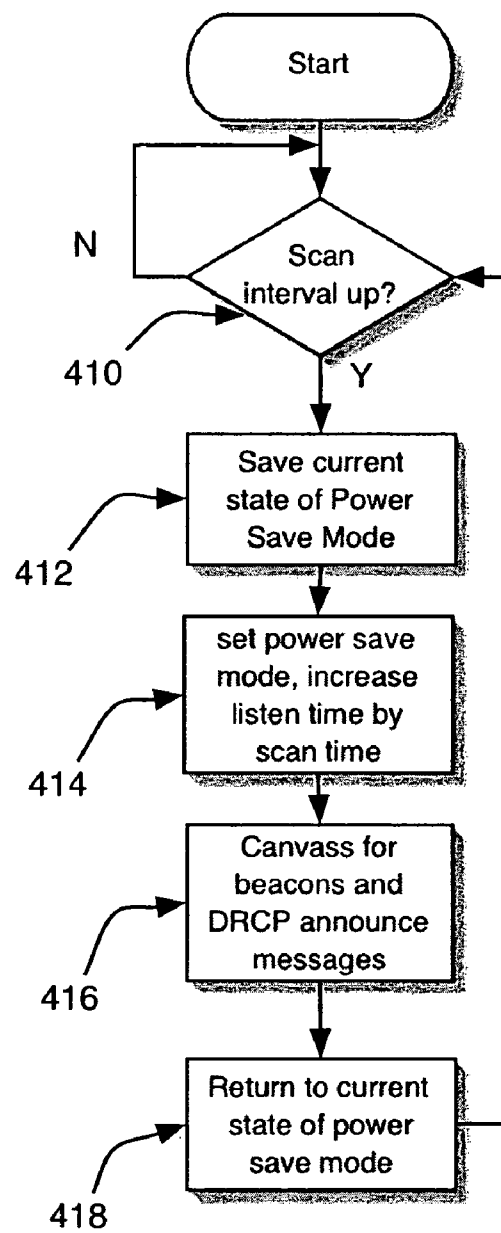 Start
N
Scan
interval up?
410
Y
Save current
state of Power
Save Mode
412
set power save
mode, increase
listen time by
scan time
414
Canvass for
beacons and
DRCP announce
messages
416
Return to current
state of power
save mode
418